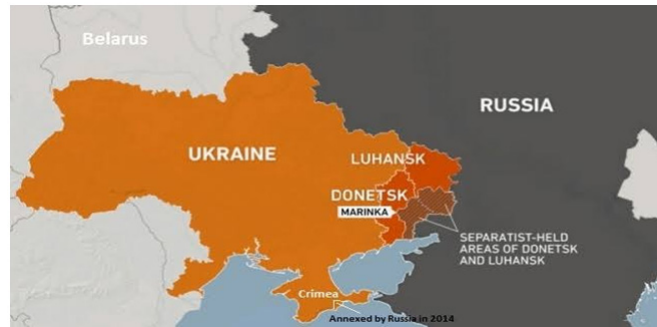 Belarus
RUSSIA
UKRAINE
LUHANSK
DONETSK
MARINKA
SEPARATIST-HELD
AREAS OF DONETSK
AND LUHANSK
Crimea
Annexed by Russia in 2014